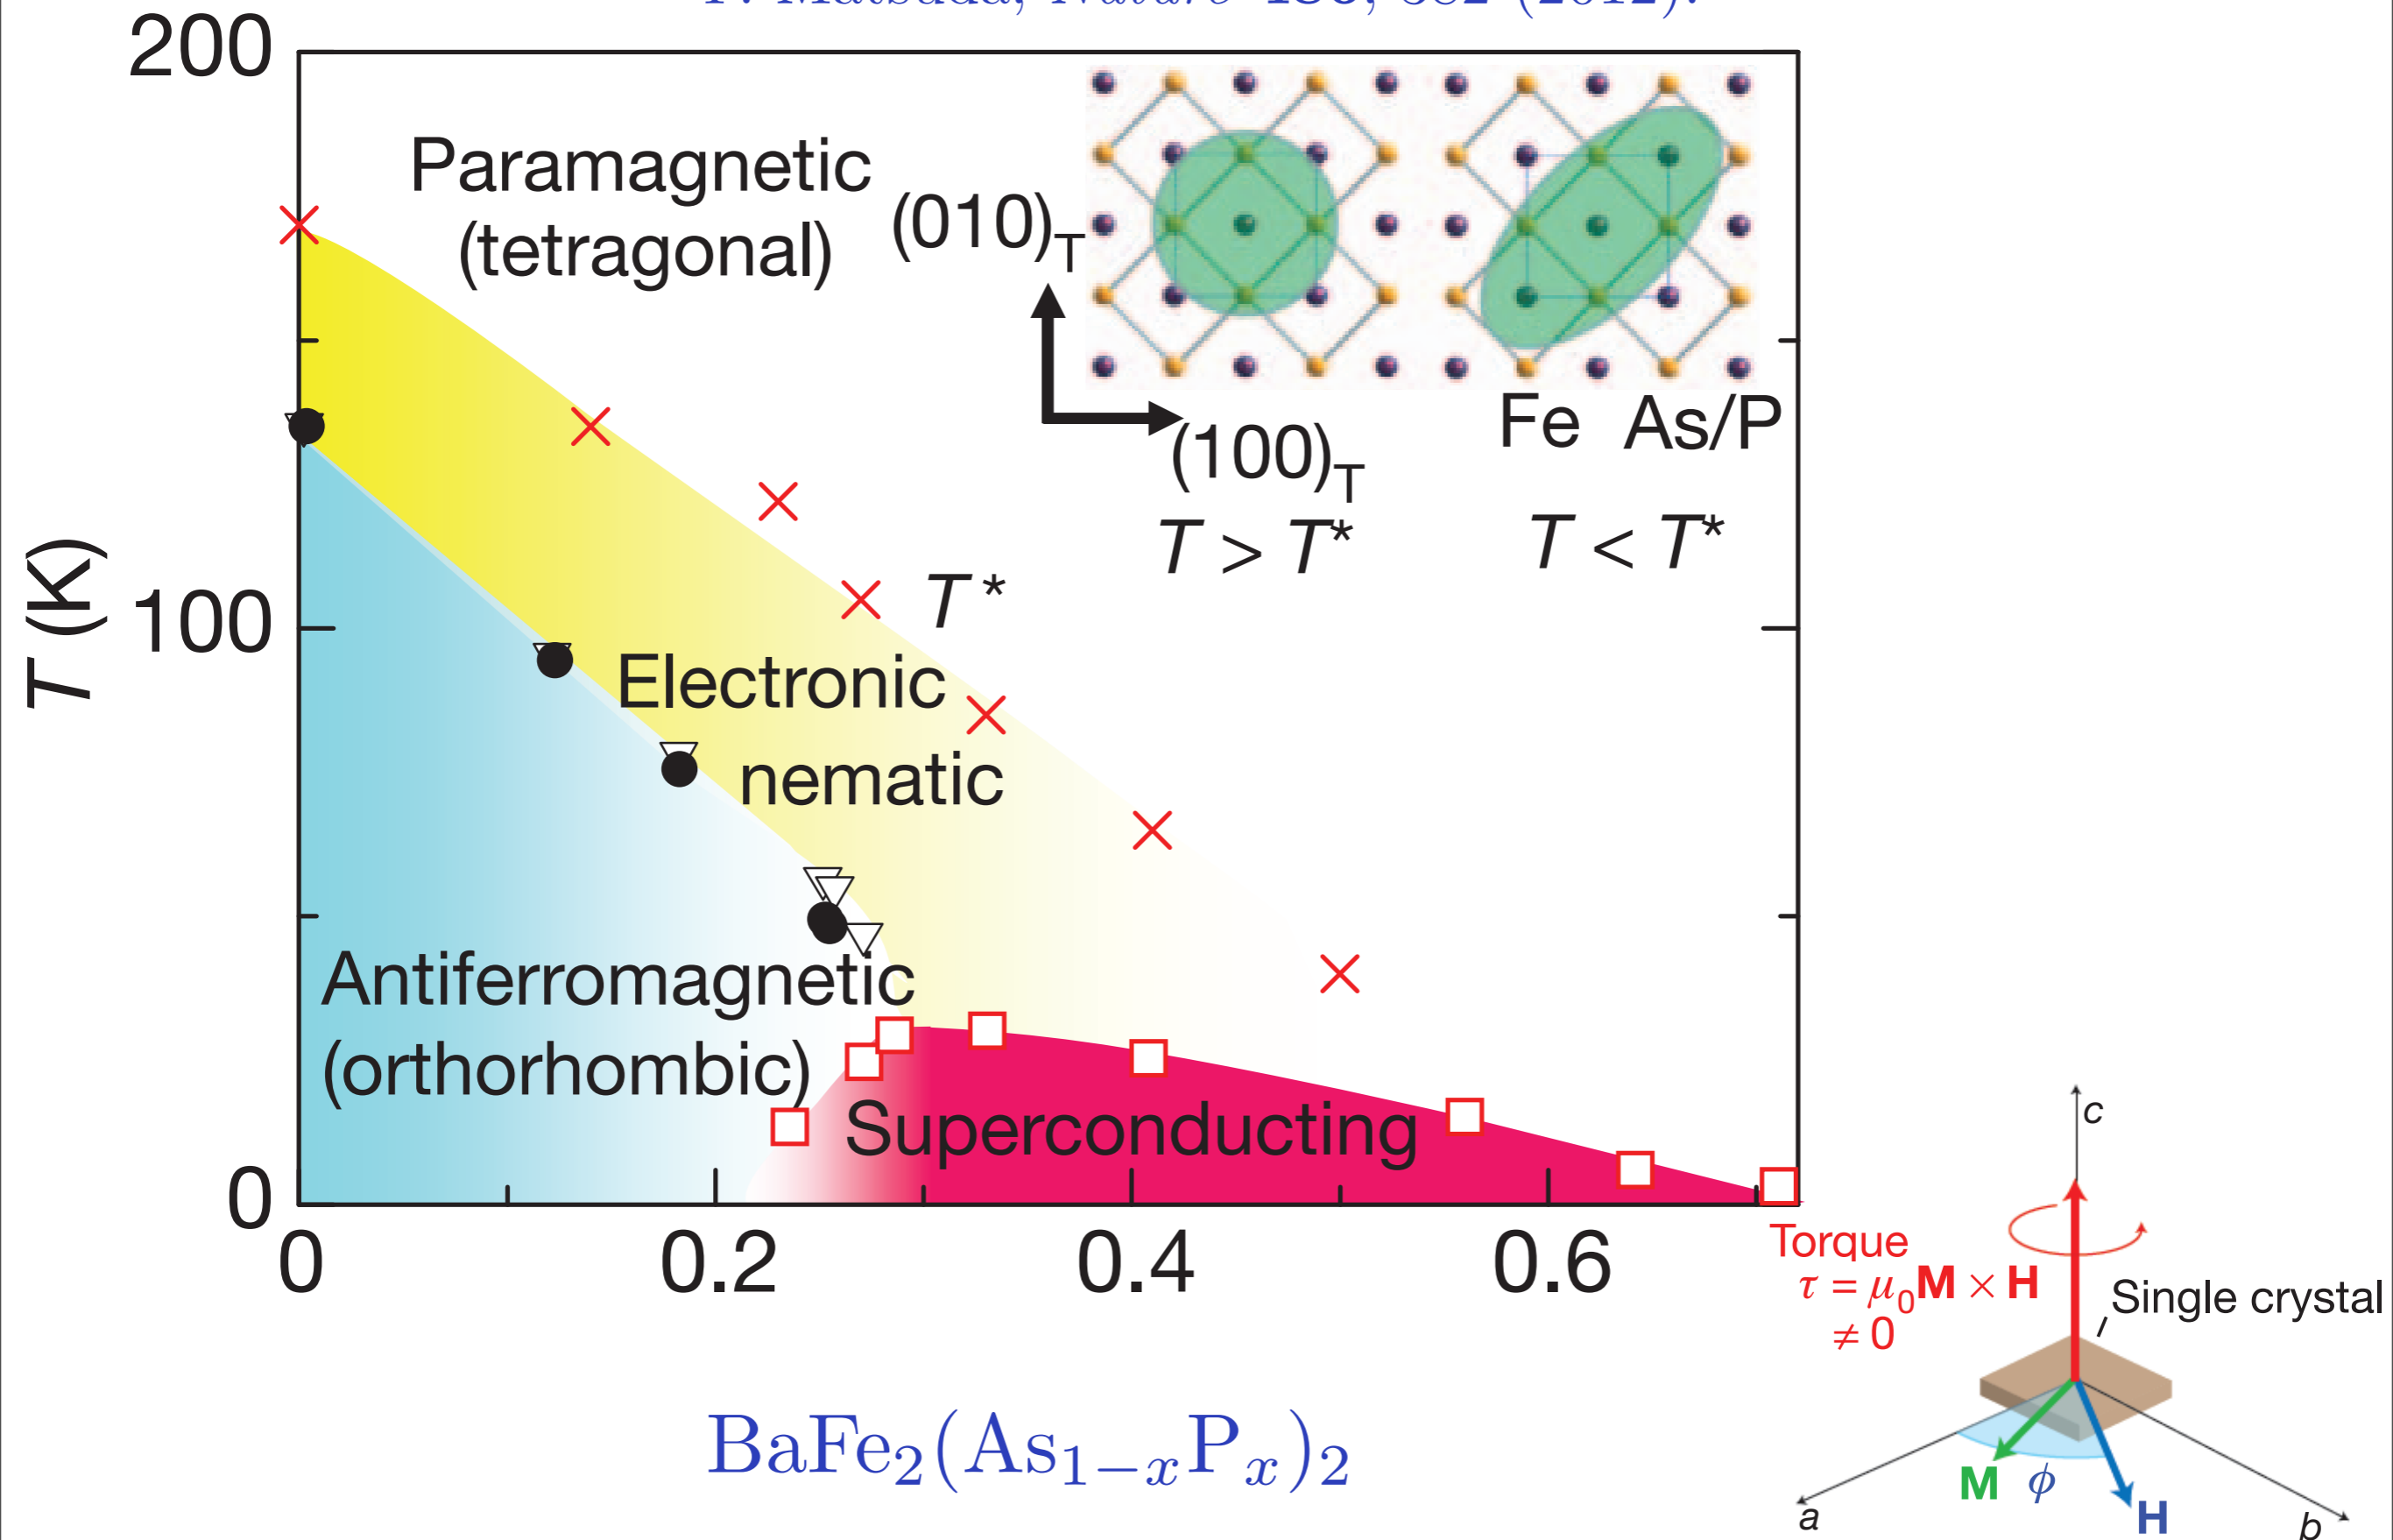 200
Paramagnetic
(tetragonal)
(010)T
(100)T
Fe As/P
T > T*
T < T*
T (K)
100
T*
Electronic
nematic
Antiferromagnetic
(orthorhombic)
Superconducting
0
0 0.2 0.4 0.6
c
Torque
τ = μ0M × H
≠ 0
Single crystal
M ϕ H
a b
BaFe2(As1−xPx)2